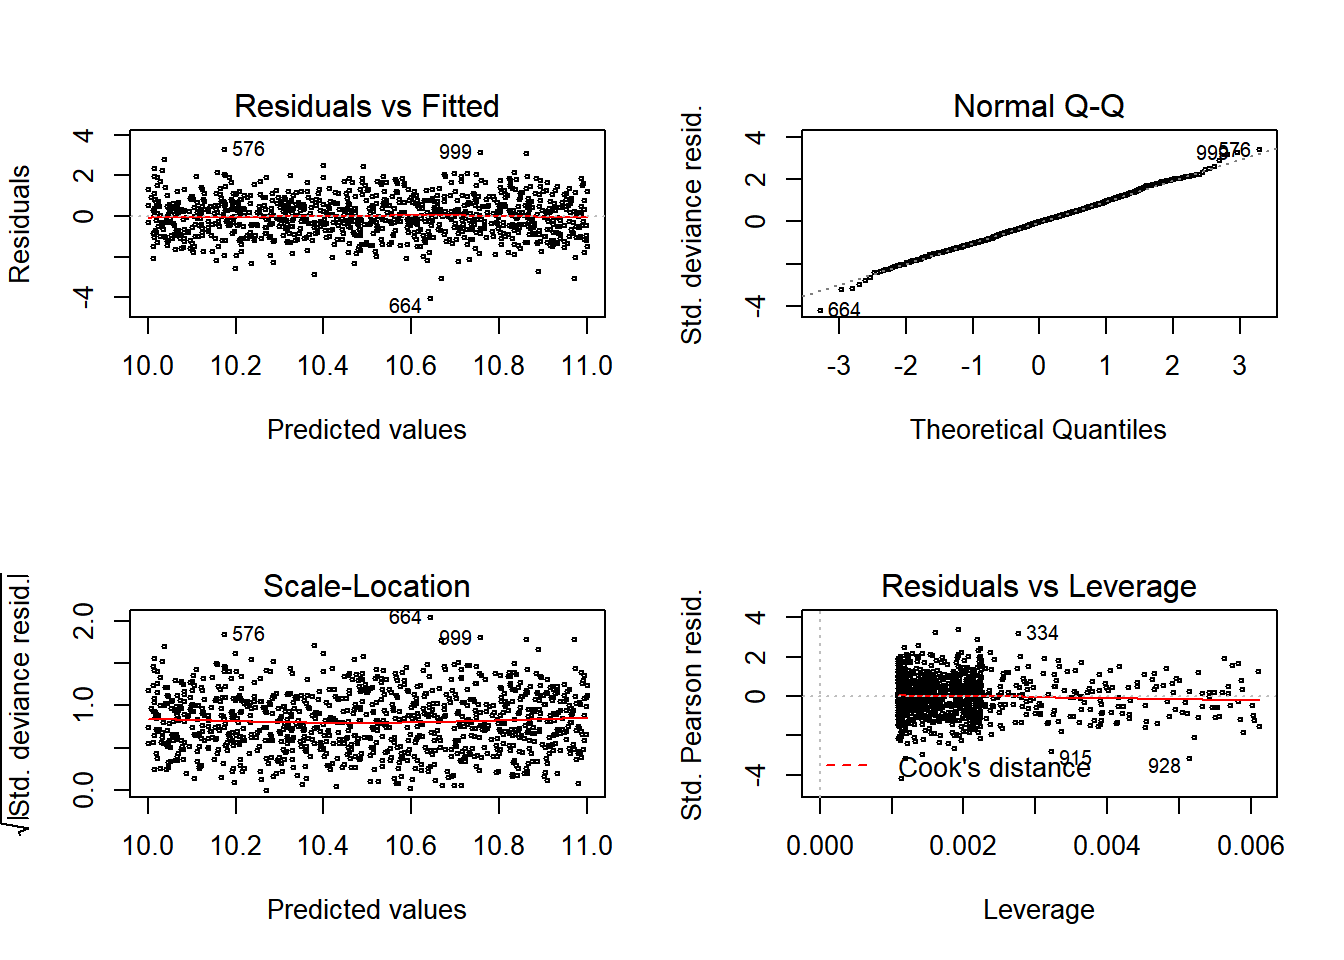 Residuals vs Fitted
Residuals
4
2
0
-4
576
999
664
10.0 10.2 10.4 10.6 10.8 11.0
Predicted values
Normal Q-Q
Std. deviance resid.
4
2
0
-4
999
576
664
-3 -2 -1 0 1 2 3
Theoretical Quantiles
Scale-Location
√|Std. deviance resid.|
2.0
1.0
0.0
664
576
999
10.0 10.2 10.4 10.6 10.8 11.0
Predicted values
Residuals vs Leverage
Std. Pearson resid.
4
2
0
-4
334
915
928
Cook's distance
0.000 0.002 0.004 0.006
Leverage